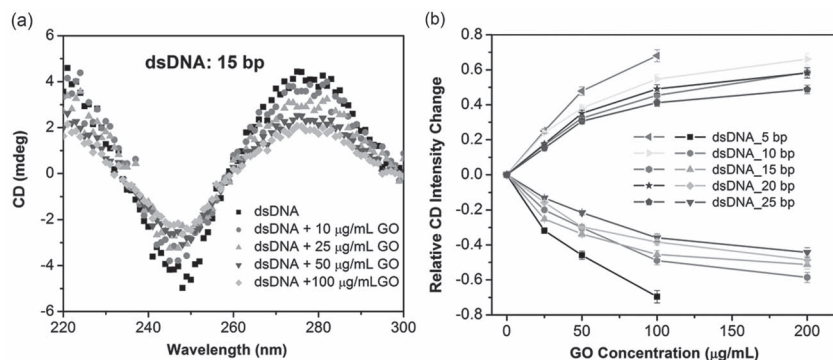 (a)
6
4
2
0
-2
-4
-6
CD (mdeg)
220 240 260 280 300
Wavelength (nm)
dsDNA: 15 bp
dsDNA
dsDNA + 10 μg/mL GO
dsDNA + 25 μg/mL GO
dsDNA + 50 μg/mL GO
dsDNA +100 μg/mLGO
(b)
0.8
0.6
0.4
0.2
0.0
-0.2
-0.4
-0.6
-0.8
Relative CD Intensity Change
0 50 100 150 200
GO Concentration (μg/mL)
dsDNA_5 bp
dsDNA_10 bp
dsDNA_15 bp
dsDNA_20 bp
dsDNA_25 bp